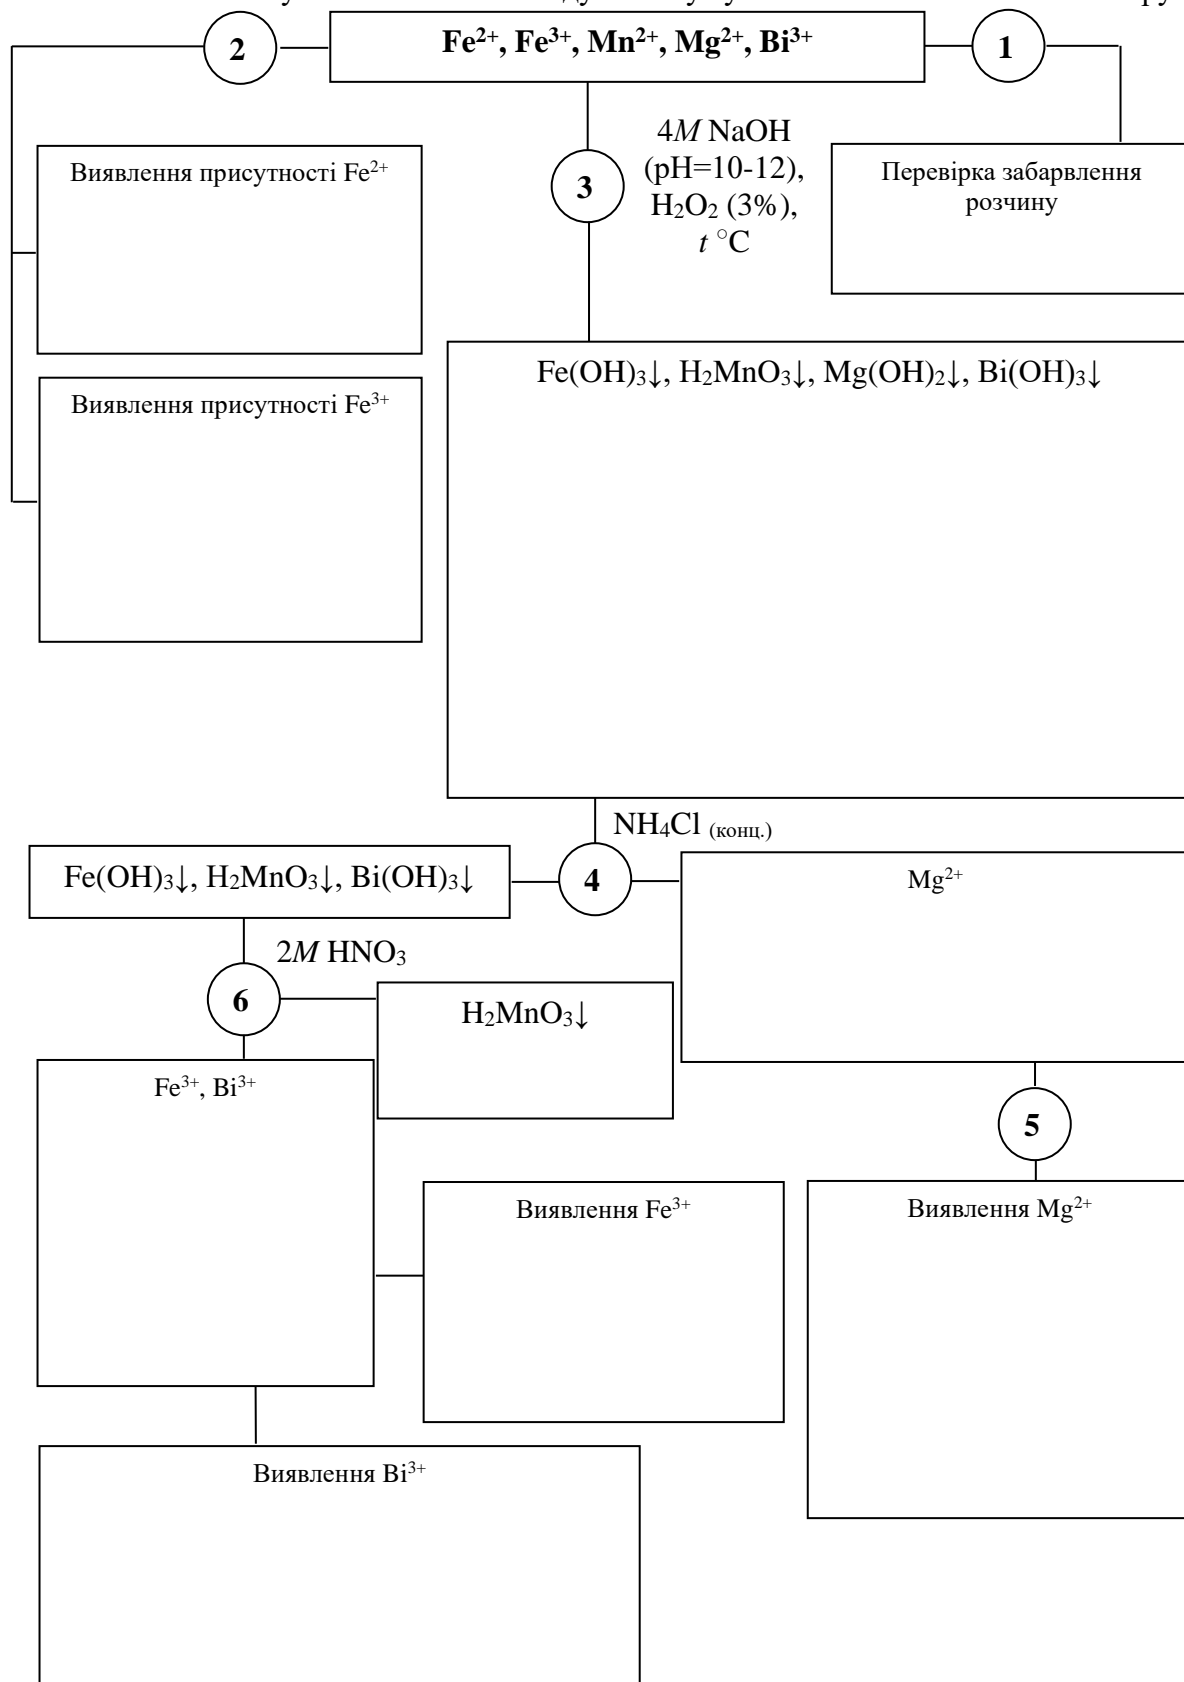 2
Fe²⁺, Fe³⁺, Mn²⁺, Mg²⁺, Bi³⁺
1
4M NaOH
(pH=10-12),
H₂O₂ (3%),
t °C
3
Виявлення присутності Fe²⁺
Перевірка забарвлення
розчину
Fe(OH)₃↓, H₂MnO₃↓, Mg(OH)₂↓, Bi(OH)₃↓
Виявлення присутності Fe³⁺
NH₄Cl (конц.)
Fe(OH)₃↓, H₂MnO₃↓, Bi(OH)₃↓
4
Mg²⁺
2M HNO₃
6
H₂MnO₃↓
Fe³⁺, Bi³⁺
5
Виявлення Fe³⁺
Виявлення Mg²⁺
Виявлення Bi³⁺